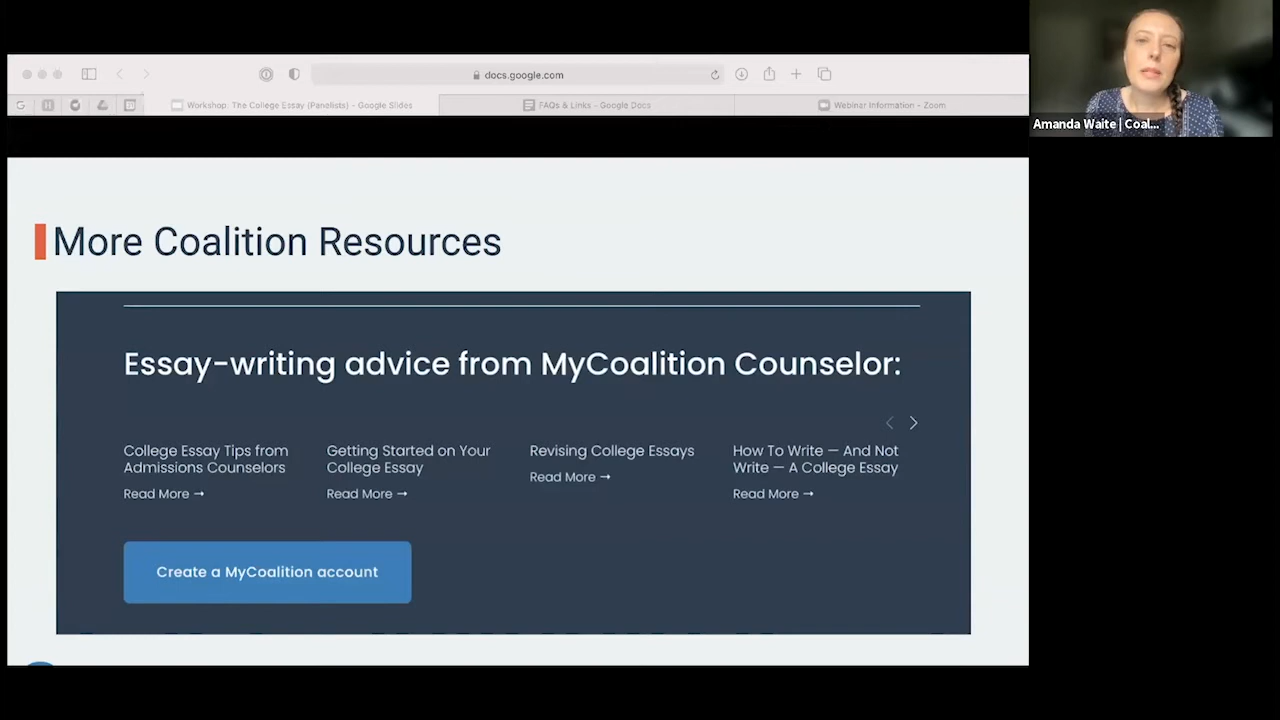 docs.google.com
Workshop. The College Essay (Panelists) - Google Slides
FAQs & Links - Google Docs
Webinar Information - Zoom
Amanda Waite | Coal...
More Coalition Resources
Essay-writing advice from MyCoalition Counselor:
College Essay Tips from
Admissions Counselors
Read More →
Getting Started on Your
College Essay
Read More →
Revising College Essays
Read More →
How To Write — And Not
Write — A College Essay
Read More →
Create a MyCoalition account